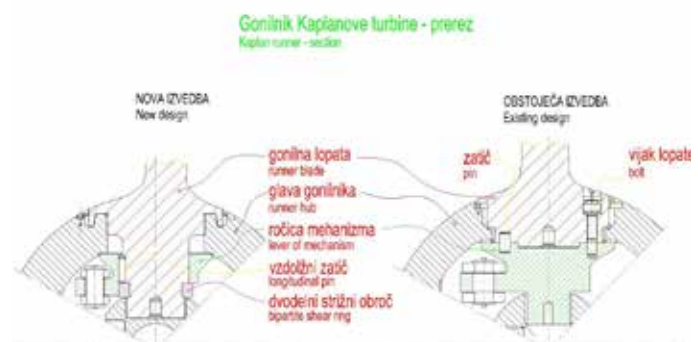 Gonilnik Kaplanove turbine - prerez
Kaplan runner - section
NOVA IZVEDBA
New design
OBSTOJEČA IZVEDBA
Existing design
gonilna lopata
runner blade
glava gonilnika
runner hub
ročica mehanizma
lever of mechanism
vzdolžni zatič
longitudinal pin
dvodelni strižni obroč
bipartite shear ring
zatič
pin
vijak lopate
bolt